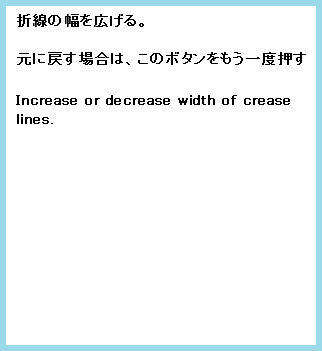 折線の幅を広げる。
元に戻す場合は、このボタンをもう一度押す
Increase or decrease width of crease
lines.